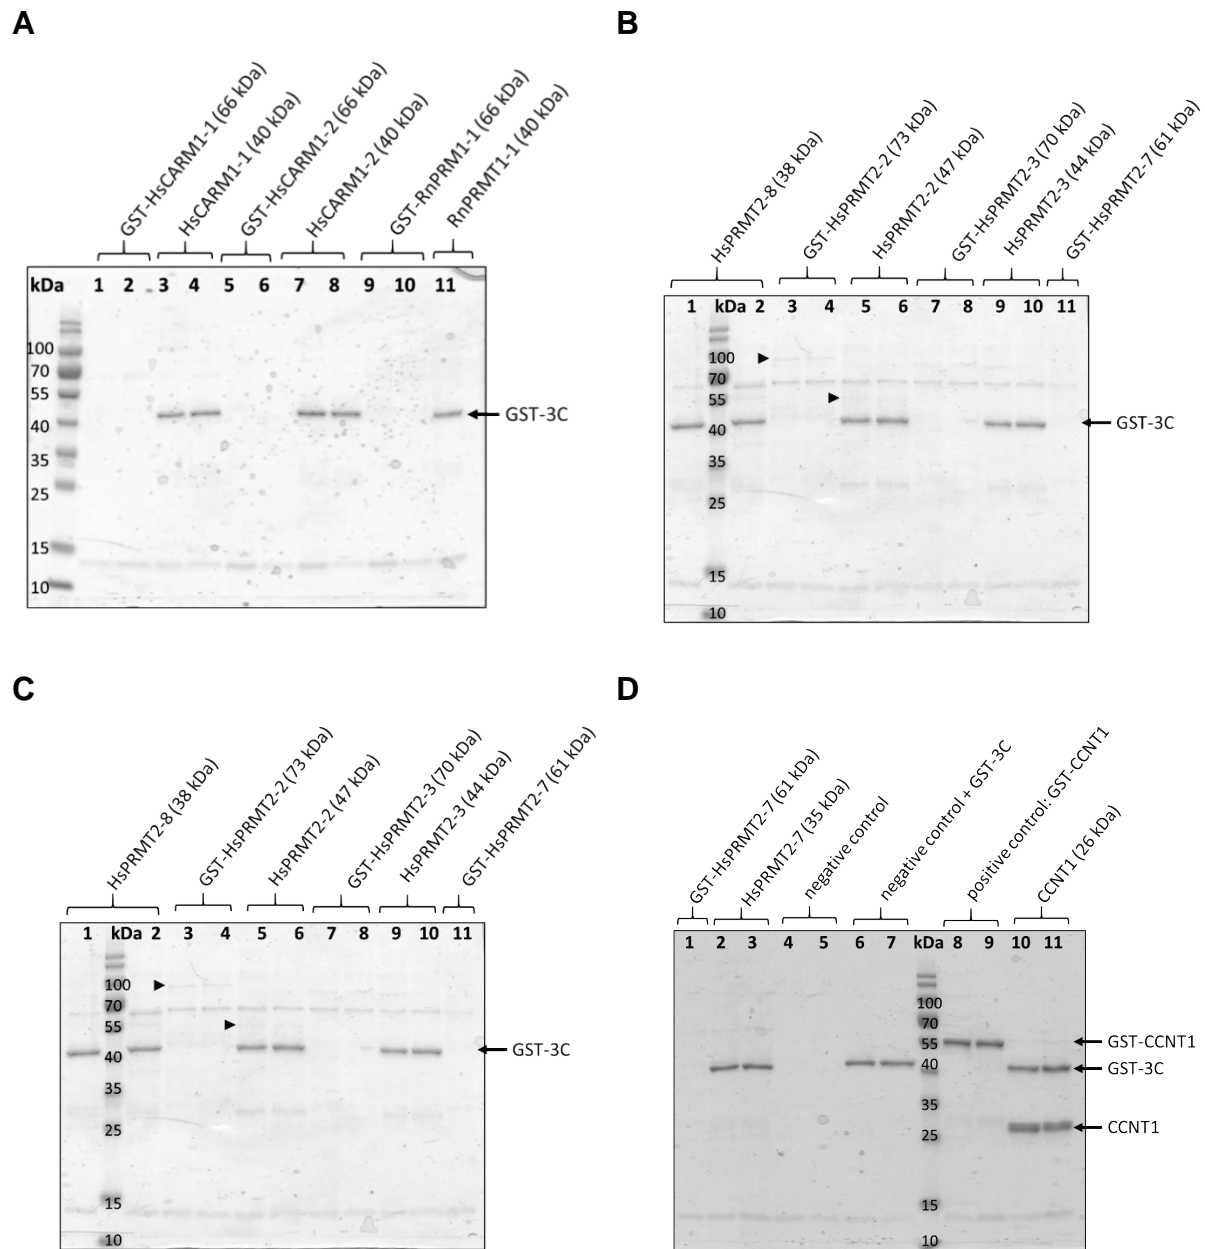 A
GST-HsCARM1-1 (66 kDa)
HsCARM1-1 (40 kDa)
GST-HsCARM1-2 (66 kDa)
HsCARM1-2 (40 kDa)
GST-RnPRM1-1 (66 kDa)
RnPRMT1-1 (40 kDa)
kDa 1 2 3 4 5 6 7 8 9 10 11
100
70
55
40
35
25
15
10
GST-3C
B
HsPRMT2-8 (38 kDa)
GST-HsPRMT2-2 (73 kDa)
HsPRMT2-2 (47 kDa)
GST-HsPRMT2-3 (70 kDa)
HsPRMT2-3 (44 kDa)
GST-HsPRMT2-7 (61 kDa)
1 kDa 2 3 4 5 6 7 8 9 10 11
100
70
55
40
35
25
15
10
GST-3C
C
HsPRMT2-8 (38 kDa)
GST-HsPRMT2-2 (73 kDa)
HsPRMT2-2 (47 kDa)
GST-HsPRMT2-3 (70 kDa)
HsPRMT2-3 (44 kDa)
GST-HsPRMT2-7 (61 kDa)
1 kDa 2 3 4 5 6 7 8 9 10 11
100
70
55
40
35
25
15
10
GST-3C
D
GST-HsPRMT2-7 (61 kDa)
HsPRMT2-7 (35 kDa)
negative control
negative control + GST-3C
positive control: GST-CCNT1
CCNT1 (26 kDa)
1 2 3 4 5 6 7 kDa 8 9 10 11
100
70
55
40
35
25
15
10
GST-CCNT1
GST-3C
CCNT1